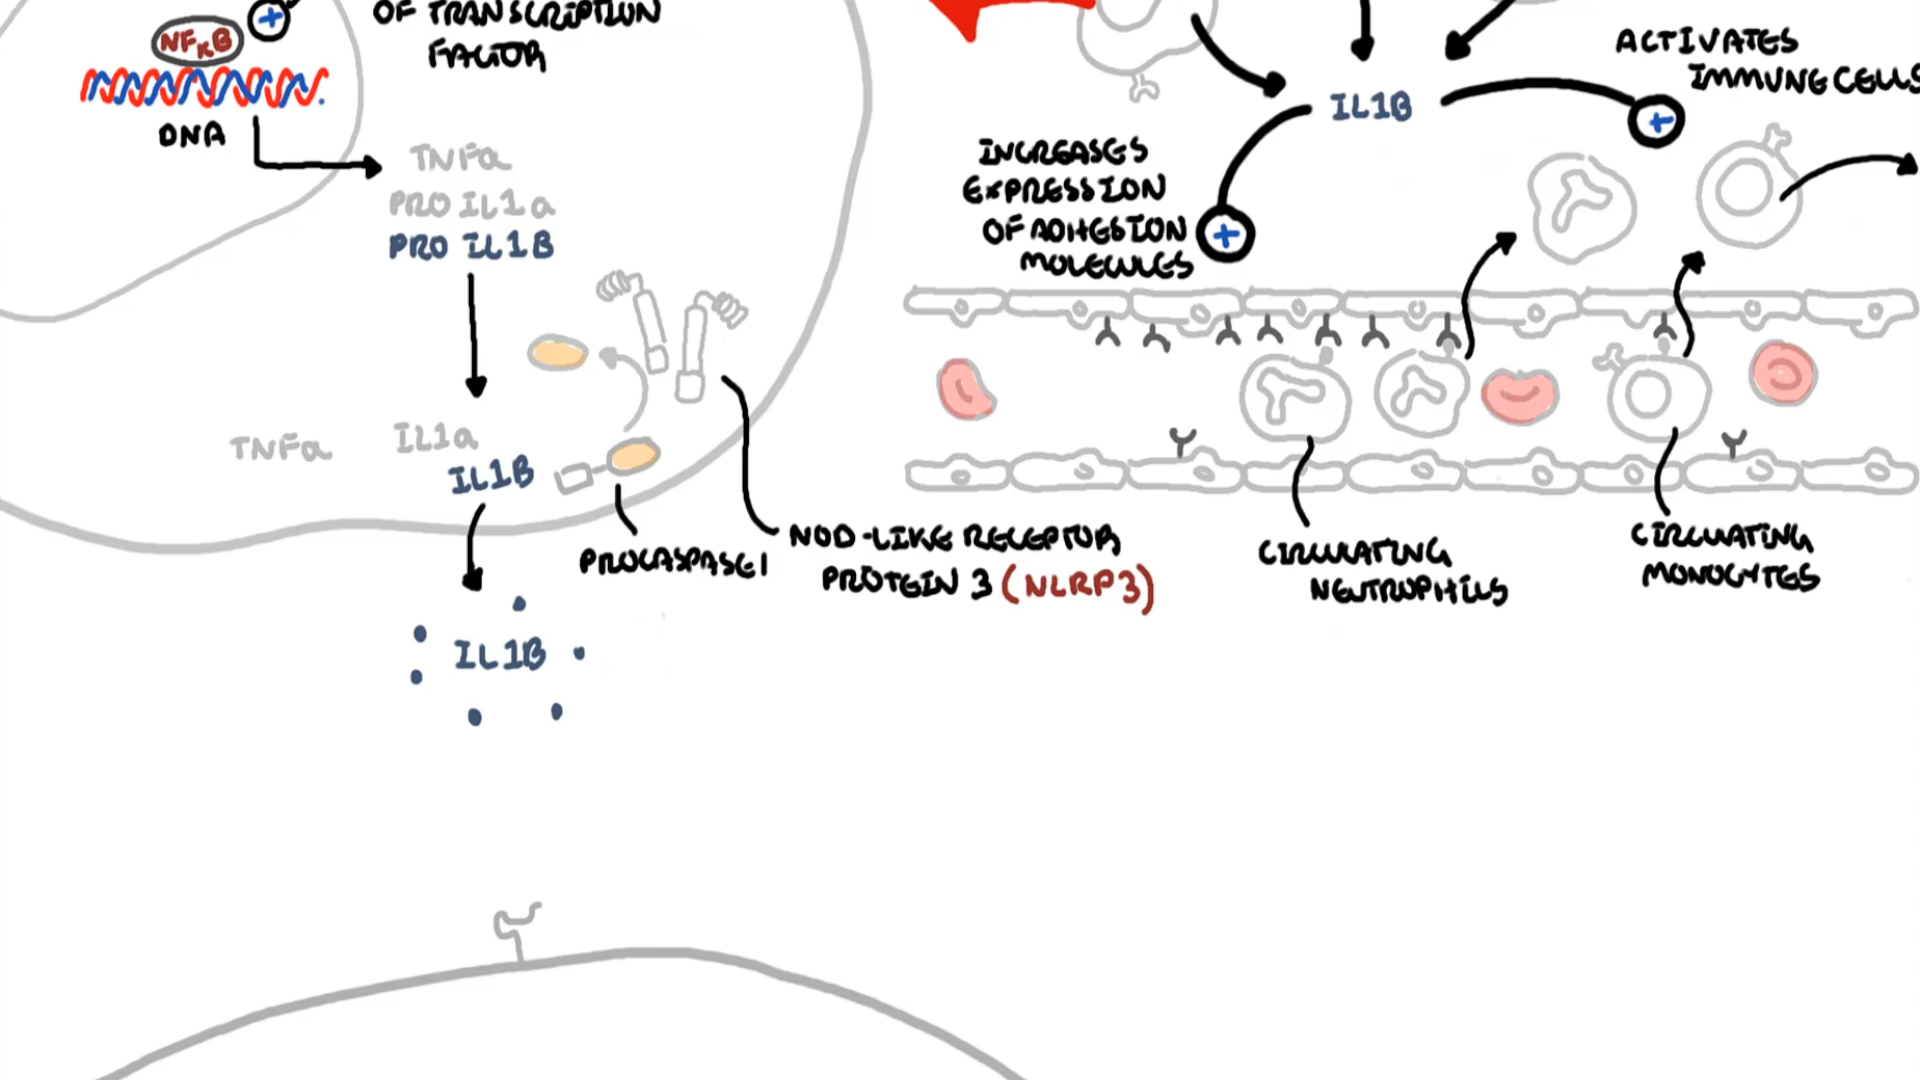 OF TRANSCRIPTION
FACTOR
NFKB
DNA
TNFα
PRO IL1α
PRO IL1B
TNFα
IL1α
IL1B
PROCASPASE1
NOD-LIKE RECEPTOR
PROTEIN 3 (NLRP3)
IL1B
ACTIVATES
IMMUNE CELLS
IL1B
INCREASES
EXPRESSION
OF ADHESION
MOLECULES
CIRCULATING
NEUTROPHILS
CIRCULATING
MONOCYTES